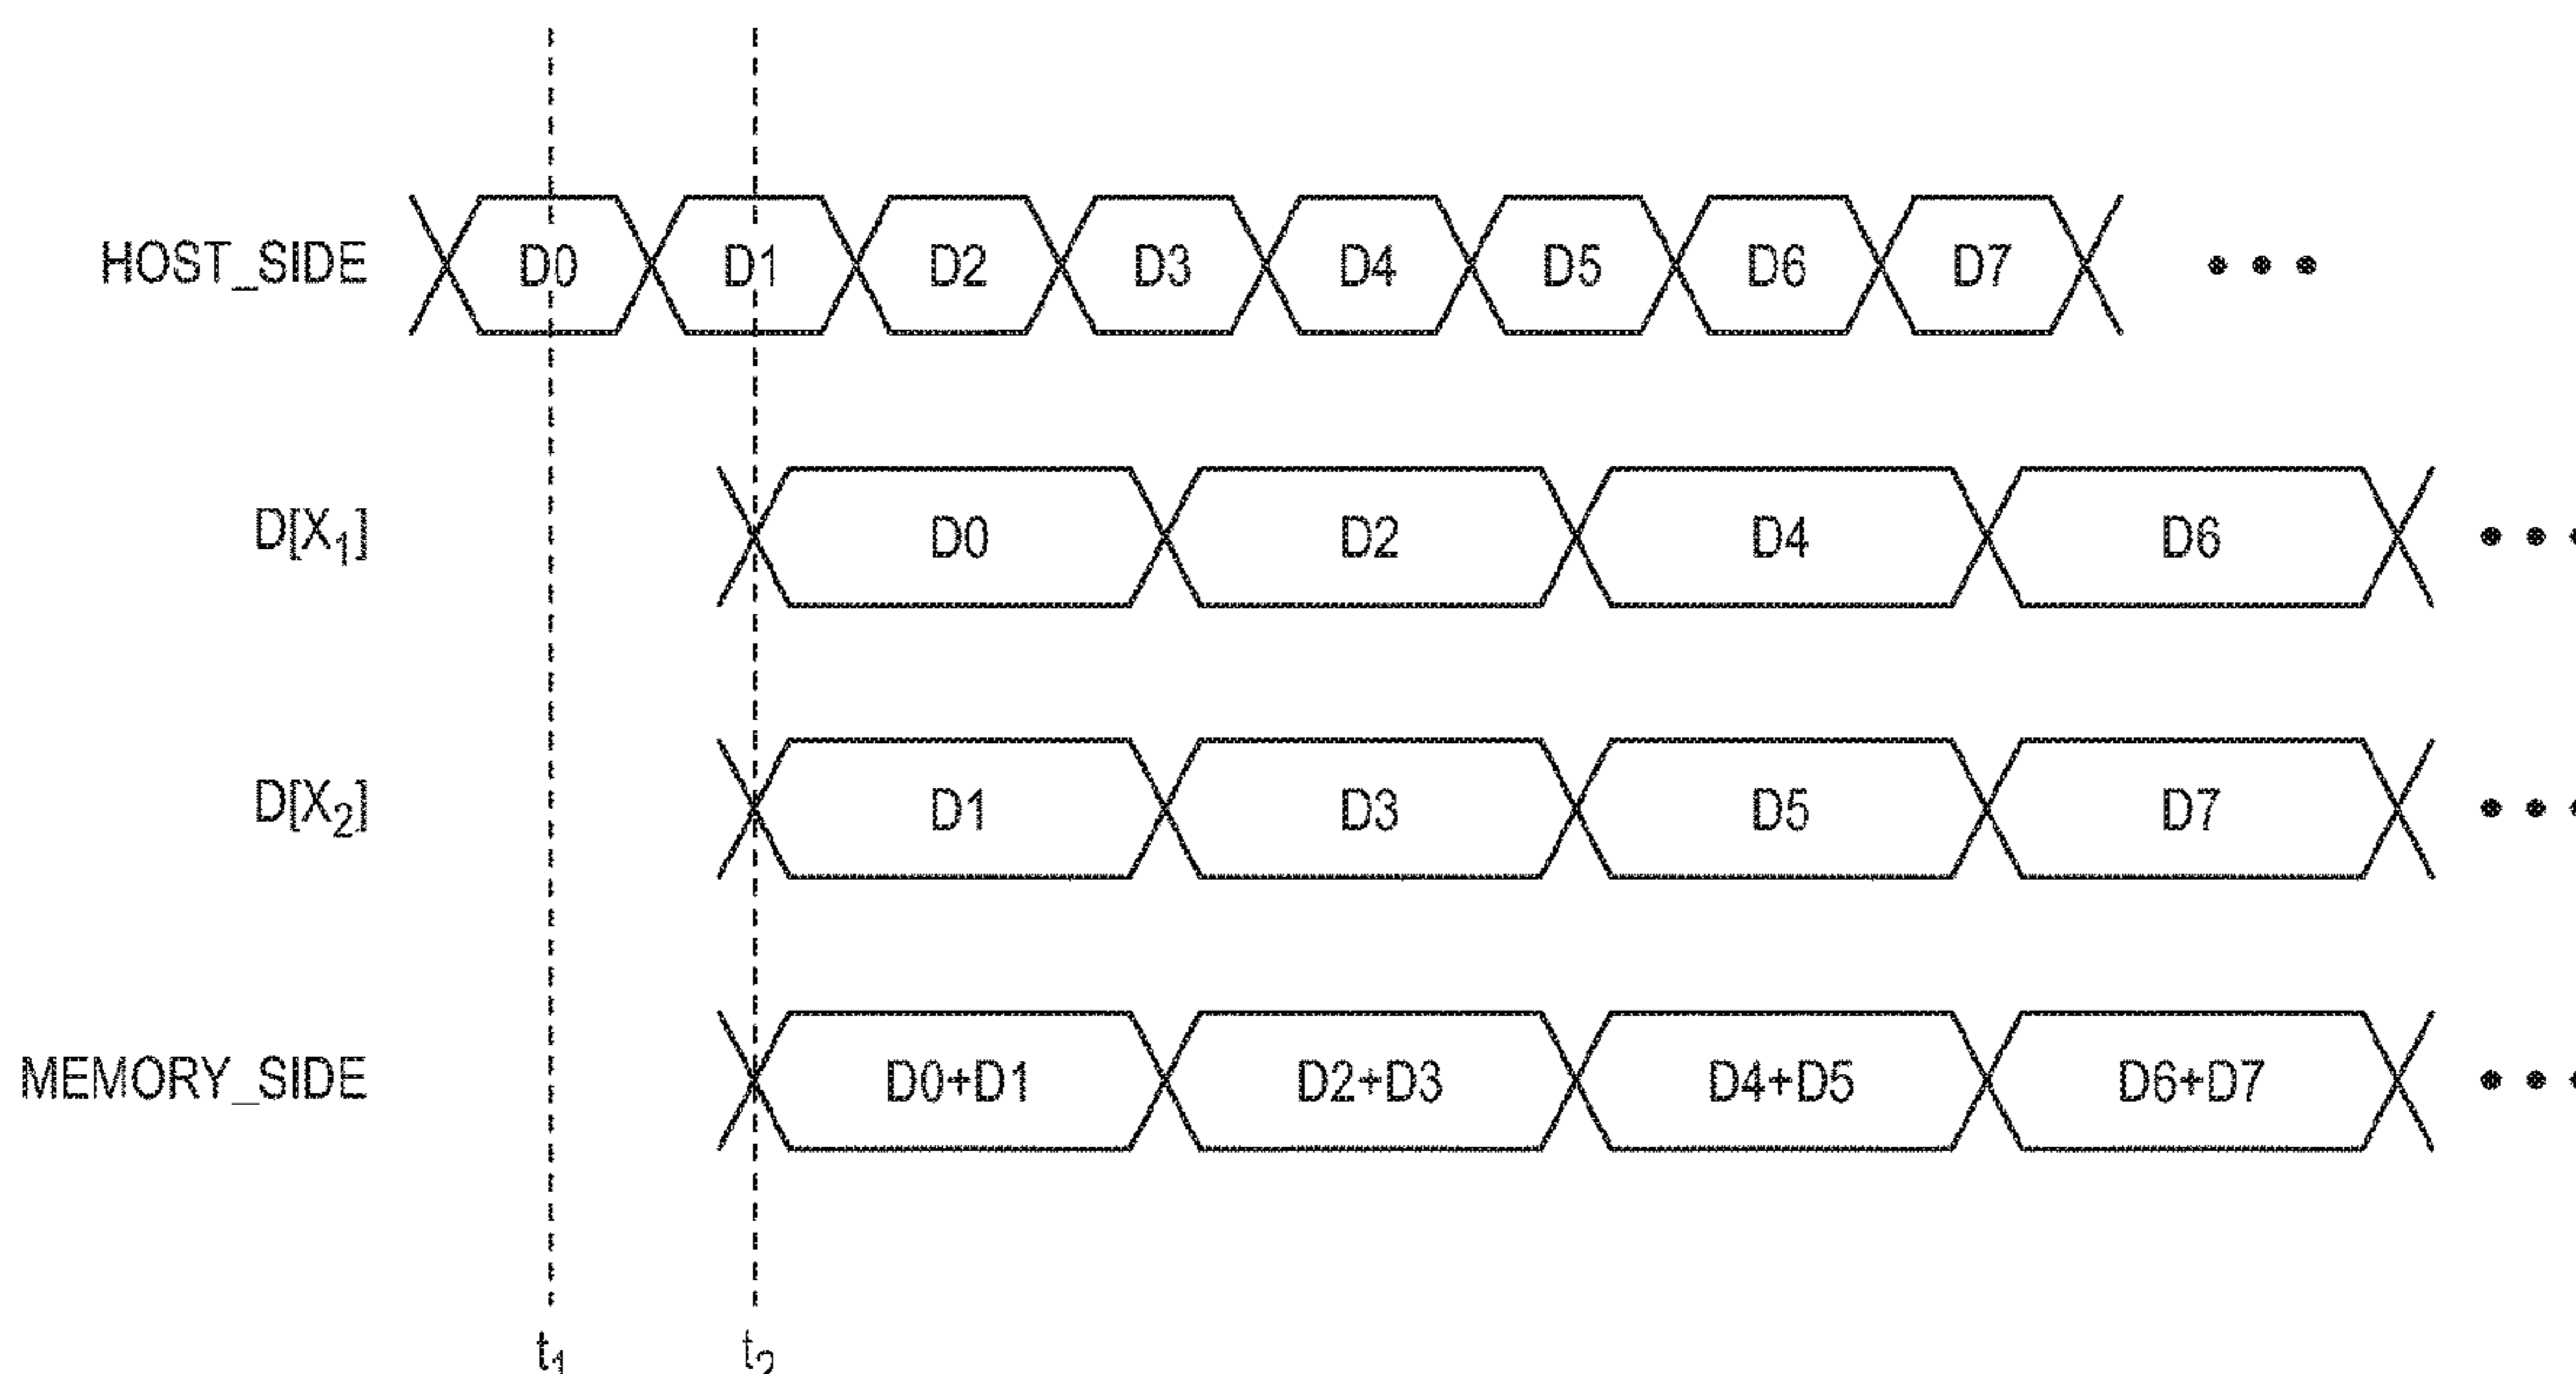 HOST_SIDE D0 D1 D2 D3 D4 D5 D6 D7 •••
D[X₁] D0 D2 D4 D6 •••
D[X₂] D1 D3 D5 D7 •••
MEMORY_SIDE D0+D1 D2+D3 D4+D5 D6+D7 •••
t₁ t₂